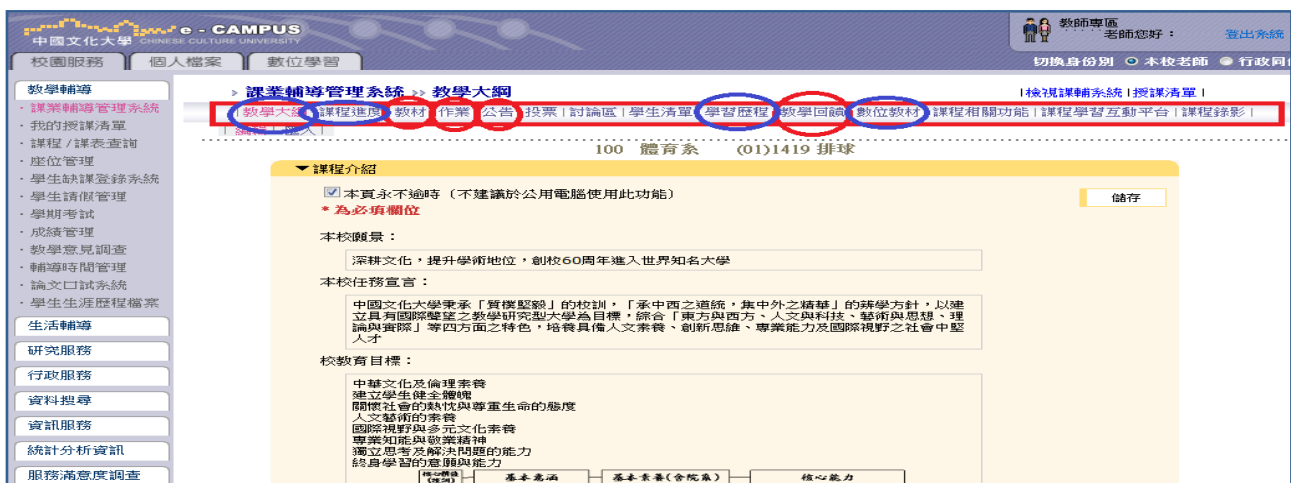 e - CAMPUS
中國文化大學 CHINESE CULTURE UNIVERSITY
教師專區
老師您好： 登出系統
校園服務 個人檔案 數位學習
切換身份別 本校老師 行政同
教學輔導
· 課業輔導管理系統
· 我的授課清單
· 課程 /課表查詢
· 座位管理
· 學生缺課登錄系統
· 學生請假管理
· 學期考試
· 成績管理
· 教學意見調查
· 輔導時間管理
· 論文口試系統
· 學生生涯歷程檔案
生活輔導
研究服務
行政服務
資料搜尋
資訊服務
統計分析資訊
服務滿意度調查
› 課業輔導管理系統 ›› 教學大綱
|檢視課輔系統|授課清單|
|教學大綱|課程進度|教材|作業|公告|投票|討論區|學生清單|學習歷程|教學回饋|數位教材|課程相關功能|課程學習互動平台|課程錄影|
100 體育系 (01)1419 排球
▼課程介紹
本頁永不逾時（不建議於公用電腦使用此功能）
儲存
* 為必填欄位
本校願景：
深耕文化，提升學術地位，創校60周年進入世界知名大學
本校任務宣言：
中國文化大學秉承「質樸堅毅」的校訓，「承中西之道統，集中外之精華」的辦學方針，以建
立具有國際聲望之教學研究型大學為目標，綜合「東方與西方、人文與科技、藝術與思想、理
論與實際」等四方面之特色，培養具備人文素養、創新思維、專業能力及國際視野之社會中堅
人才
校教育目標：
中華文化及倫理素養
建立學生健全體魄
關懷社會的熱忱與尊重生命的態度
人文藝術的素養
國際視野與多元文化素養
專業知能與敬業精神
獨立思考及解決問題的能力
終身學習的意願與能力
基本意涵 基本素養(含院系) 核心能力